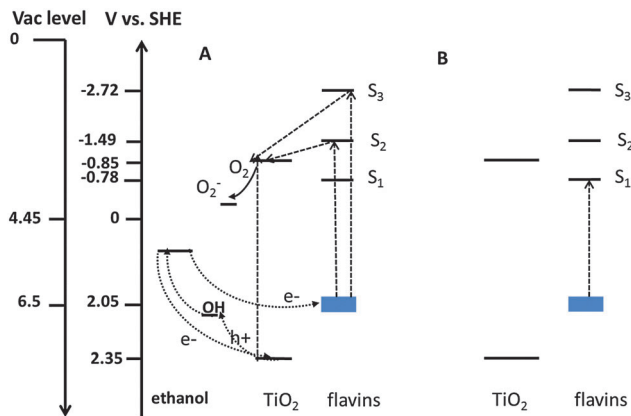 Vac level V vs. SHE
0
A B
-2.72 S3 S3
-1.49 S2 S2
-0.85
O2
-0.78 S1 S1
O2-
4.45 0
6.5 2.05
OH e-
e- h+
2.35
ethanol TiO2 flavins TiO2 flavins